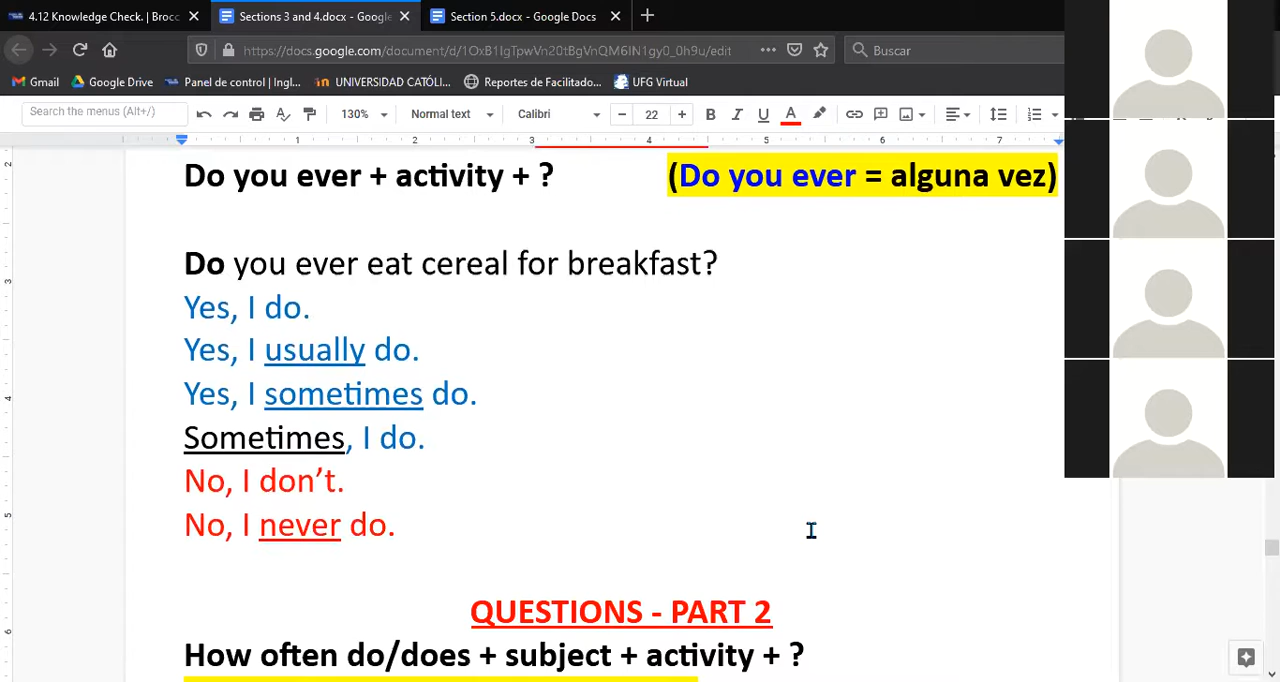 4.12 Knowledge Check. | Brocc
Sections 3 and 4.docx - Google
Section 5.docx - Google Docs
https://docs.google.com/document/d/1OxB1IgTpwVn20tBgVnQM6IN1gy0_0h9u/edit
Buscar
Gmail
Google Drive
Panel de control | Ingl...
UNIVERSIDAD CATÓLI...
Reportes de Facilitado...
UFG Virtual
Search the menus (Alt+/)
130%
Normal text
Calibri
22
Do you ever + activity + ? (Do you ever = alguna vez)
Do you ever eat cereal for breakfast?
Yes, I do.
Yes, I usually do.
Yes, I sometimes do.
Sometimes, I do.
No, I don’t.
No, I never do.
QUESTIONS - PART 2
How often do/does + subject + activity + ?